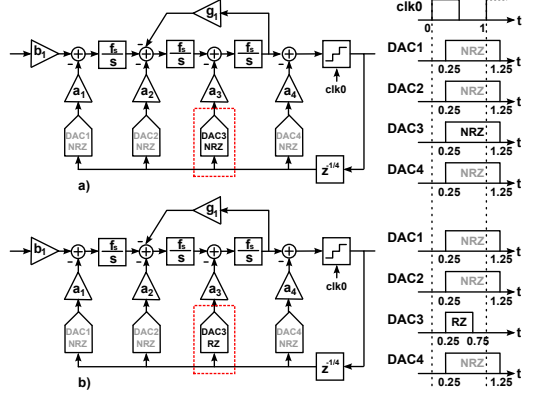 g₁
b₁ fₛ/s fₛ/s fₛ/s
clk0
a₁ a₂ a₃ a₄
DAC1 NRZ DAC2 NRZ DAC3 NRZ DAC4 NRZ
z⁻¹/⁴
a)
clk0
0 1 t
DAC1 NRZ t
0.25 1.25
DAC2 NRZ t
0.25 1.25
DAC3 NRZ t
0.25 1.25
DAC4 NRZ t
0.25 1.25
g₁
b₁ fₛ/s fₛ/s fₛ/s
clk0
a₁ a₂ a₃ a₄
DAC1 NRZ DAC2 NRZ DAC3 RZ DAC4 NRZ
z⁻¹/⁴
b)
DAC1 NRZ t
0.25 1.25
DAC2 NRZ t
0.25 1.25
DAC3 RZ t
0.25 0.75
DAC4 NRZ t
0.25 1.25